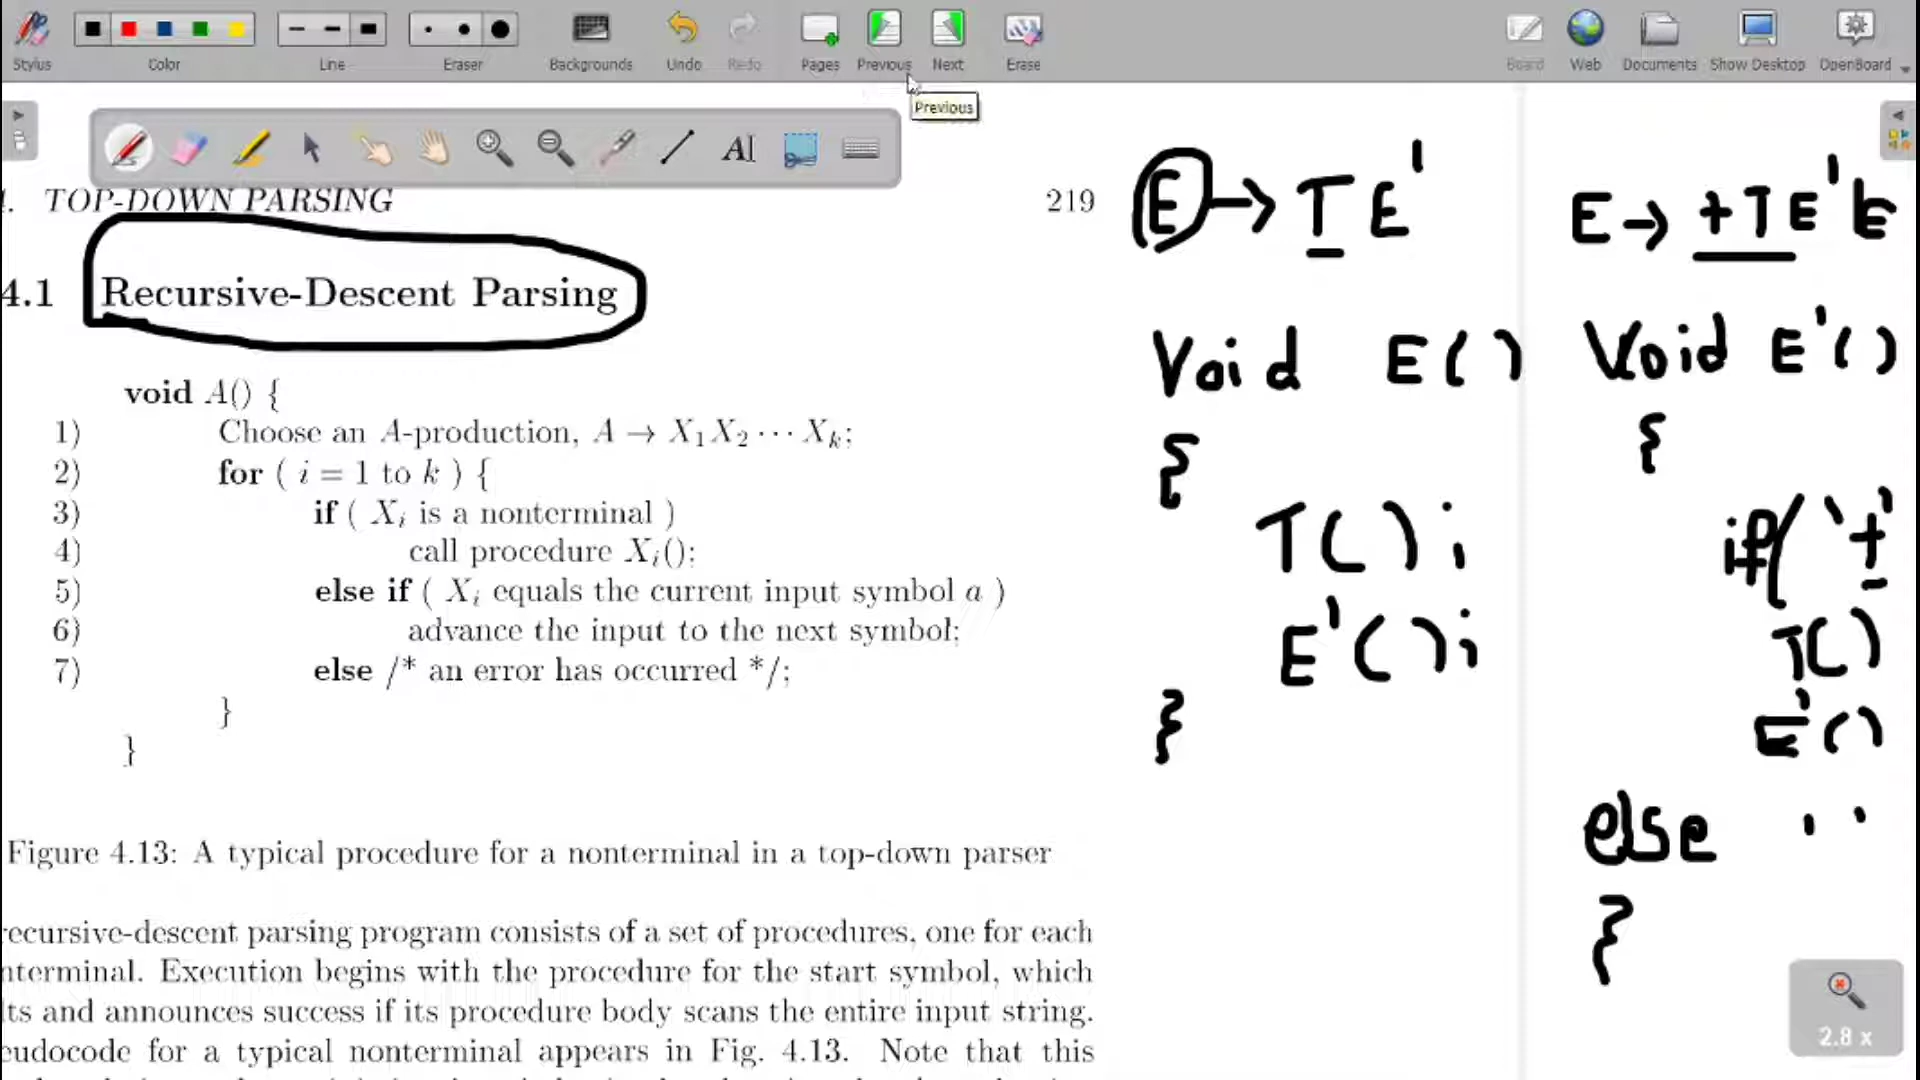 Stylus Color Line Eraser Backgrounds Undo Redo Pages Previous Next Erase Board Web Documents Show Desktop OpenBoard
Previous
TOP-DOWN PARSING 219
4.1 Recursive-Descent Parsing
void A() {
1) Choose an A-production, A → X1X2 ··· Xk;
2) for ( i = 1 to k ) {
3) if ( Xi is a nonterminal )
4) call procedure Xi();
5) else if ( Xi equals the current input symbol a )
6) advance the input to the next symbol;
7) else /* an error has occurred */;
}
}
Figure 4.13: A typical procedure for a nonterminal in a top-down parser
recursive-descent parsing program consists of a set of procedures, one for each
nterminal. Execution begins with the procedure for the start symbol, which
lts and announces success if its procedure body scans the entire input string.
eudocode for a typical nonterminal appears in Fig. 4.13. Note that this
E → T E'
Void E()
{
T();
E'();
}
E → +TE'
Void E'()
{
if( '+'
T()
E'()
else
}
2.8 x